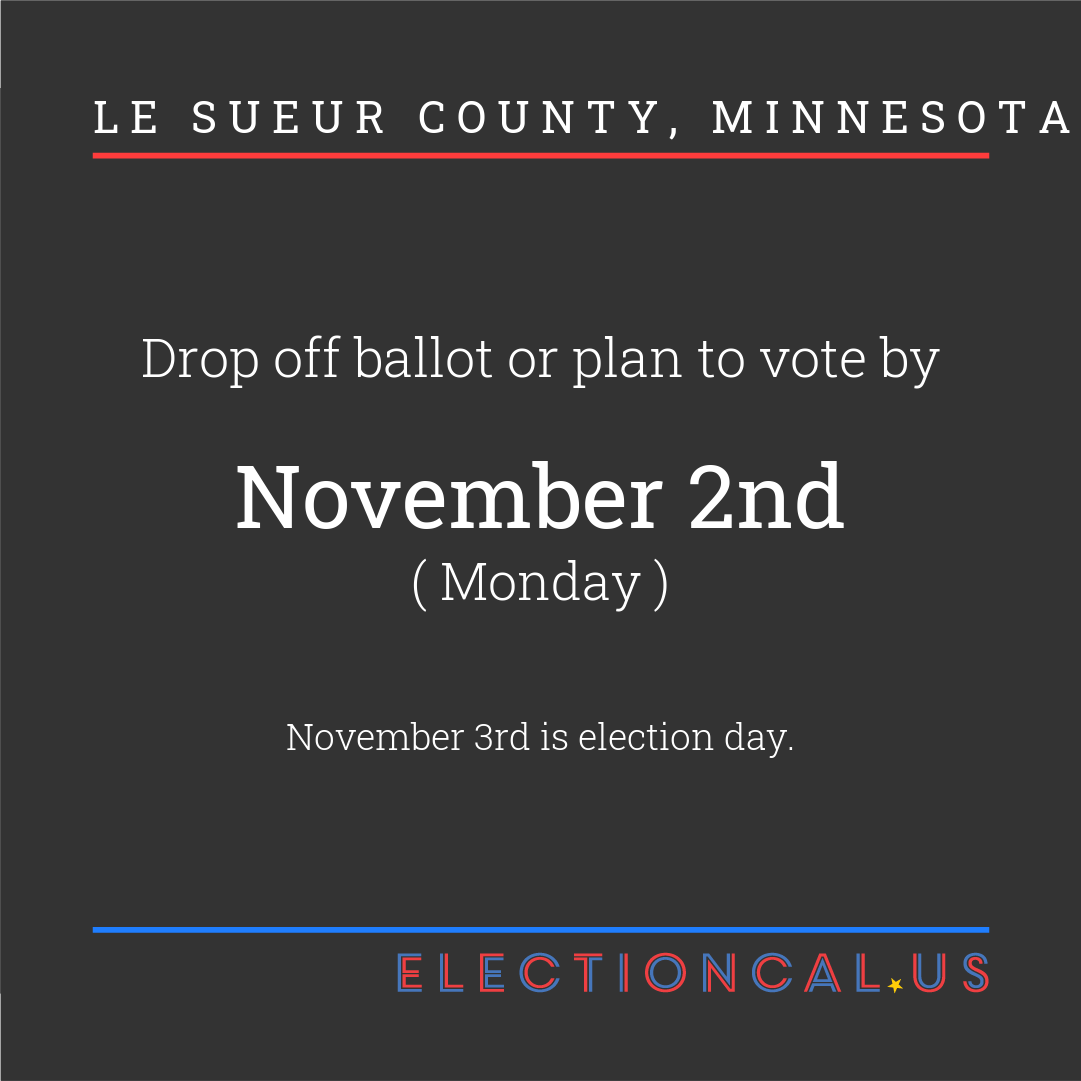 LE SUEUR COUNTY, MINNESOTA
Drop off ballot or plan to vote by
November 2nd
( Monday )
November 3rd is election day.
ELECTIONCAL.US